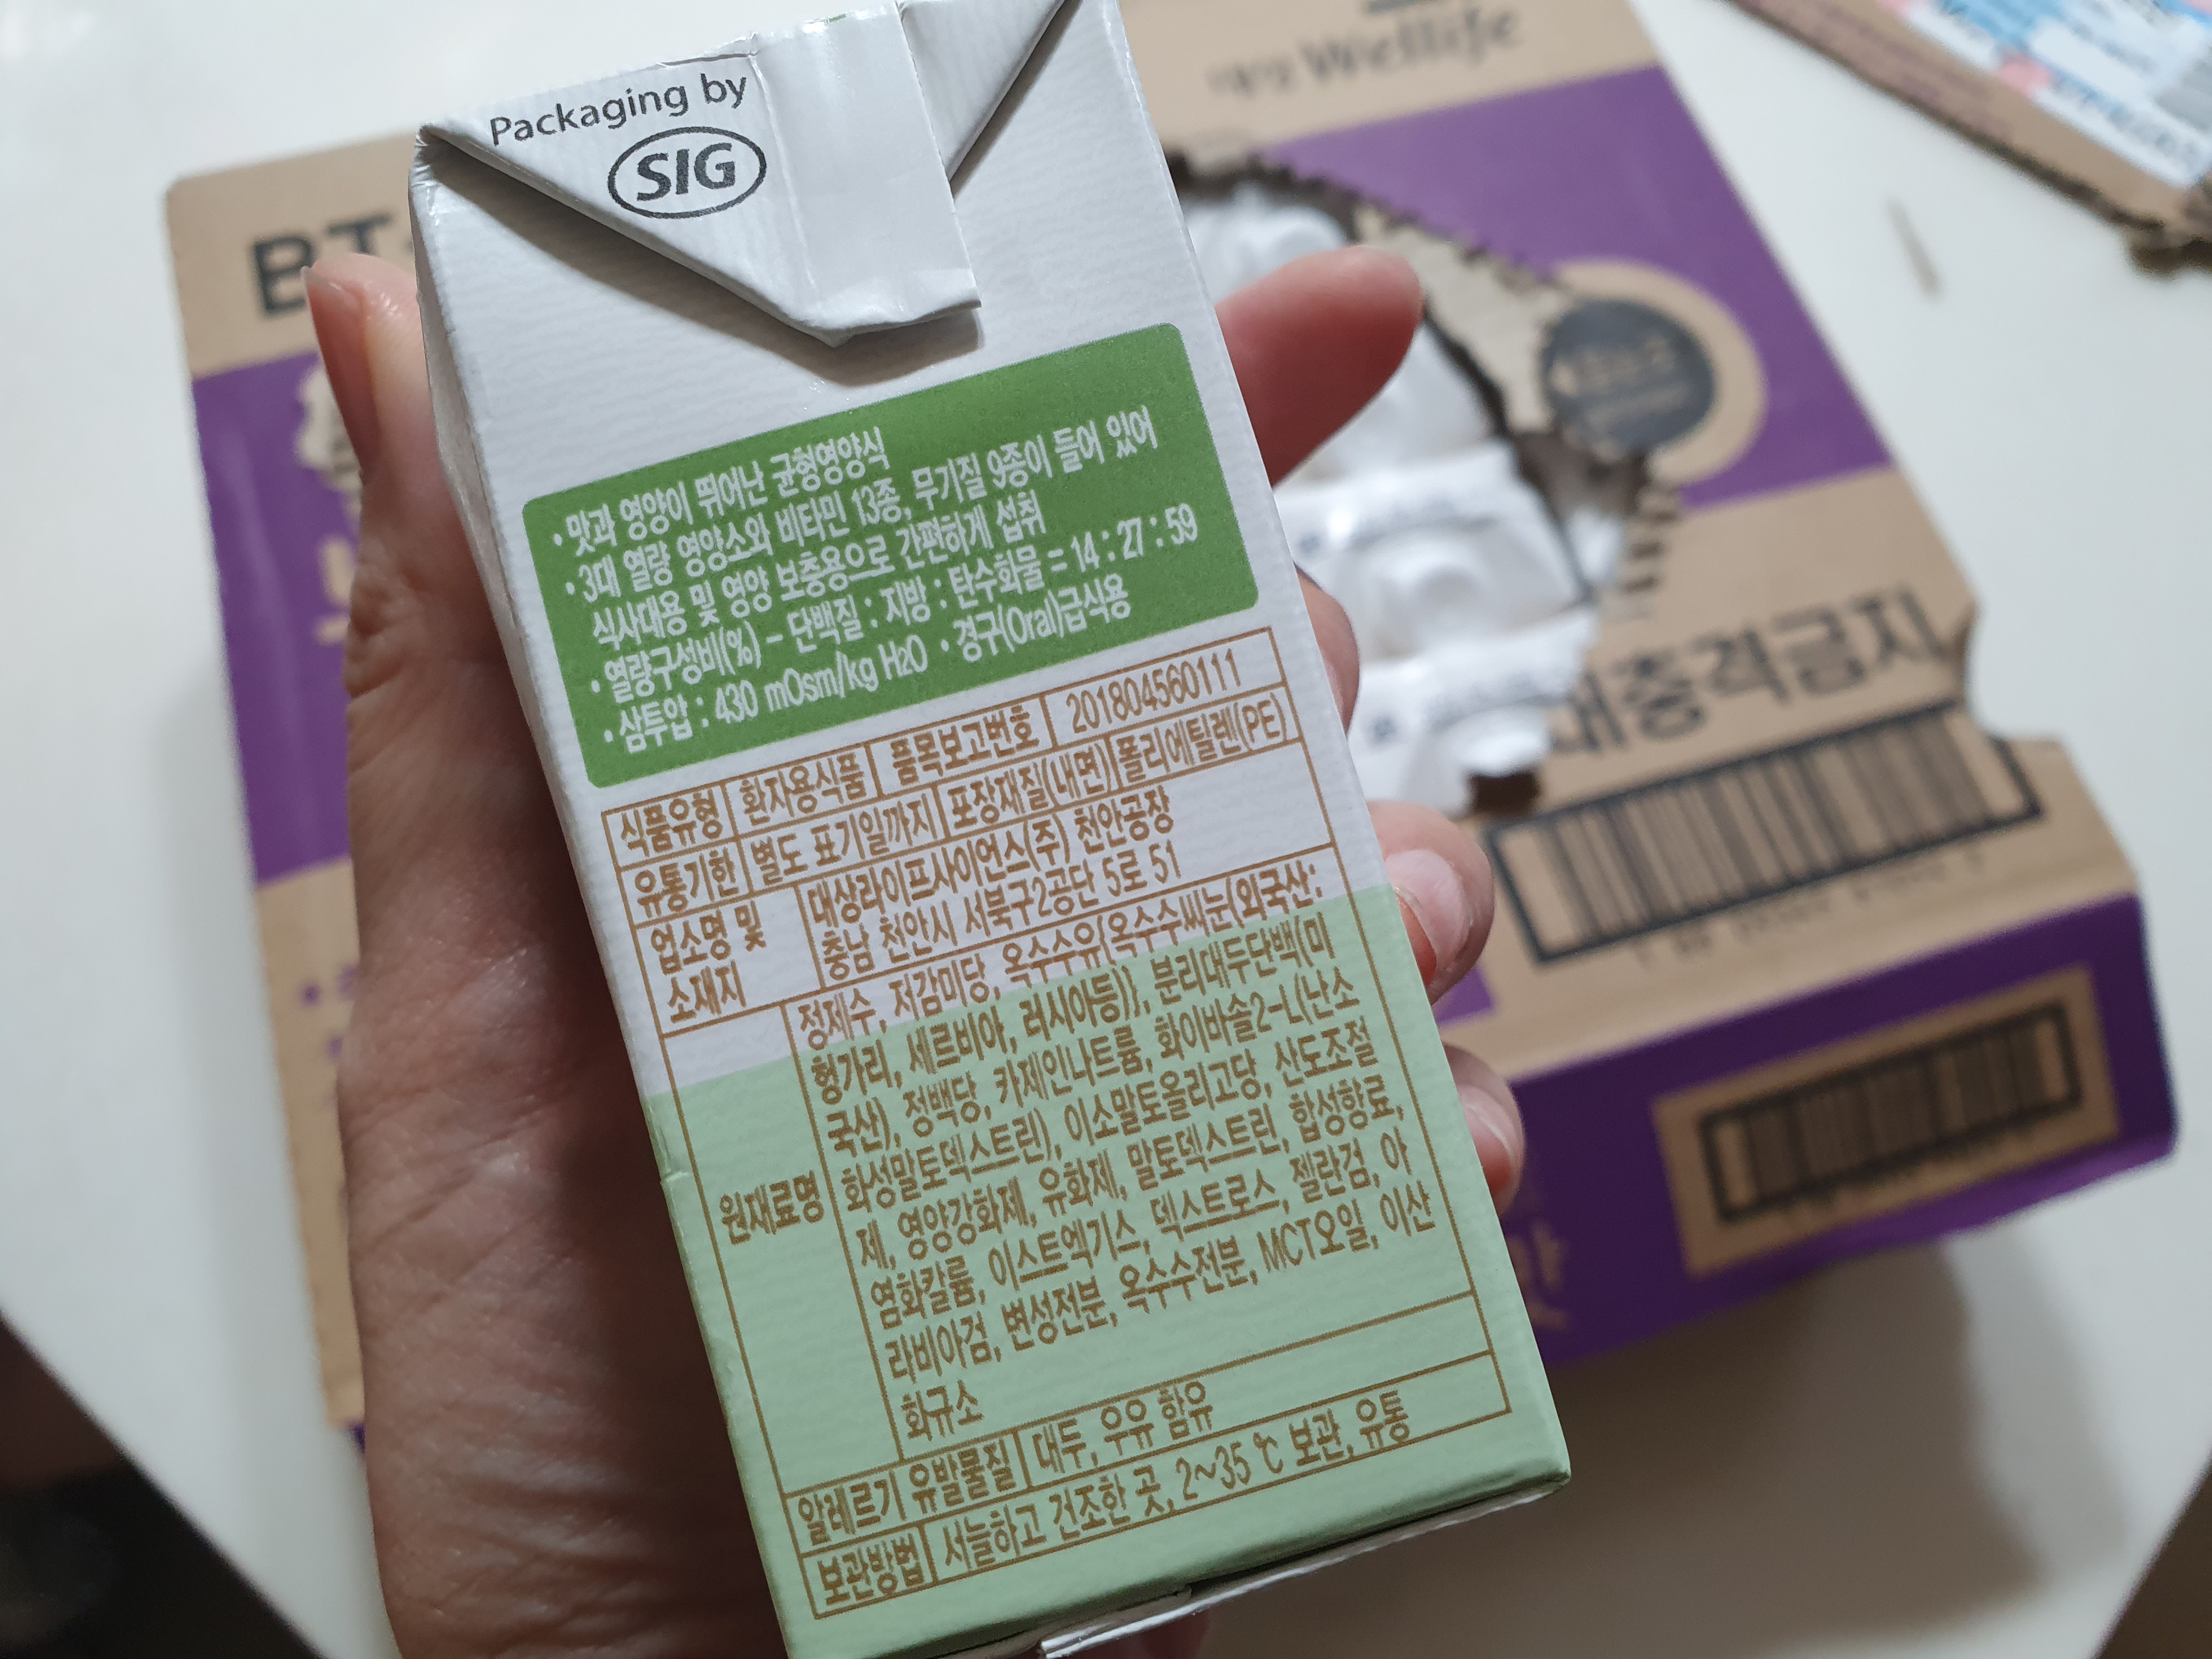 Packaging by
SIG
• 맛과 영양이 뛰어난 균형영양식
• 3대 열량 영양소와 비타민 13종, 무기질 9종이 들어 있어
식사대용 및 영양 보충용으로 간편하게 섭취
• 열량구성비(%) - 단백질 : 지방 : 탄수화물 = 14 : 27 : 59
• 삼투압 : 430 mOsm/kg H2O • 경구(Oral)급식용
식품유형 환자용식품 품목보고번호 201804560111
유통기한 별도 표기일까지 포장재질(내면) 폴리에틸렌(PE)
업소명 및 소재지
대상라이프사이언스(주) 천안공장
충남 천안시 서북구2공단 5로 51
원재료명
정제수, 저감미당, 옥수수유(옥수수씨눈(외국산:
헝가리, 세르비아, 러시아등)), 분리대두단백(미
국산), 정백당, 카제인나트륨, 화이바솔2-L(난소
화성말토덱스트린), 이소말토올리고당, 산도조절
제, 영양강화제, 유화제, 말토덱스트린, 합성향료,
염화칼륨, 이스트엑기스, 덱스트로스, 젤란검, 아
라비아검, 변성전분, 옥수수전분, MCT오일, 이산
화규소
알레르기 유발물질 대두, 우유 함유
보관방법 서늘하고 건조한 곳, 2~35 ℃ 보관, 유통
Wellife
충격금지